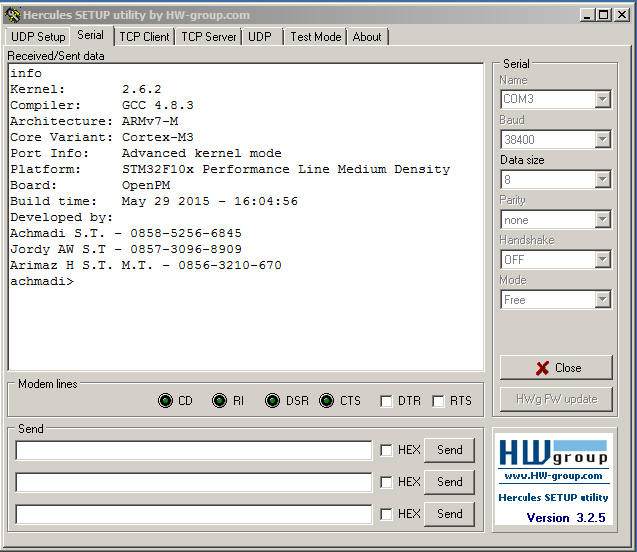 Hercules SETUP utility by HW-group.com
UDP Setup Serial TCP Client TCP Server UDP Test Mode About
Received/Sent data
info
Kernel: 2.6.2
Compiler: GCC 4.8.3
Architecture: ARMv7-M
Core Variant: Cortex-M3
Port Info: Advanced kernel mode
Platform: STM32F10x Performance Line Medium Density
Board: OpenPM
Build time: May 29 2015 - 16:04:56
Developed by:
Achmadi S.T. - 0858-5256-6845
Jordy AW S.T - 0857-3096-8909
Arimaz H S.T. M.T. - 0856-3210-670
achmadi>
Serial
Name
COM3
Baud
38400
Data size
8
Parity
none
Handshake
OFF
Mode
Free
Close
HWg FW update
Modem lines
CD RI DSR CTS DTR RTS
Send
HEX Send
HEX Send
HEX Send
HWgroup
www.HW-group.com
Hercules SETUP utility
Version 3.2.5